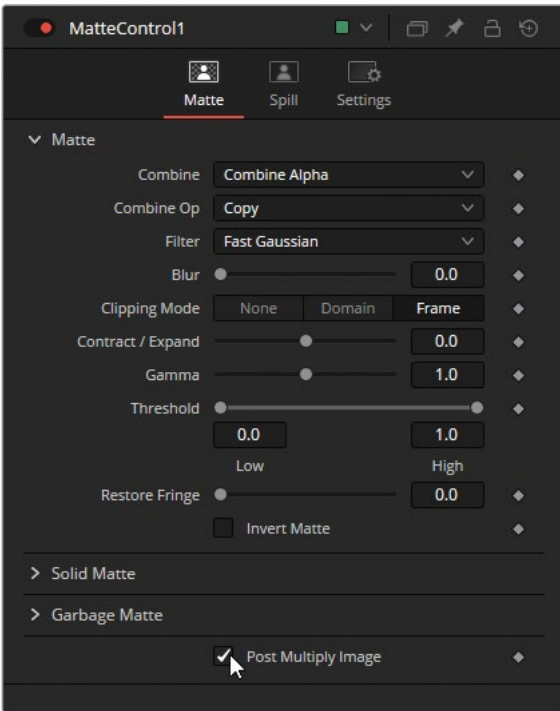 MatteControl1
Matte Spill Settings
Matte
Combine Combine Alpha
Combine Op Copy
Filter Fast Gaussian
Blur 0.0
Clipping Mode None Domain Frame
Contract / Expand 0.0
Gamma 1.0
Threshold
0.0 1.0
Low High
Restore Fringe 0.0
Invert Matte
Solid Matte
Garbage Matte
Post Multiply Image